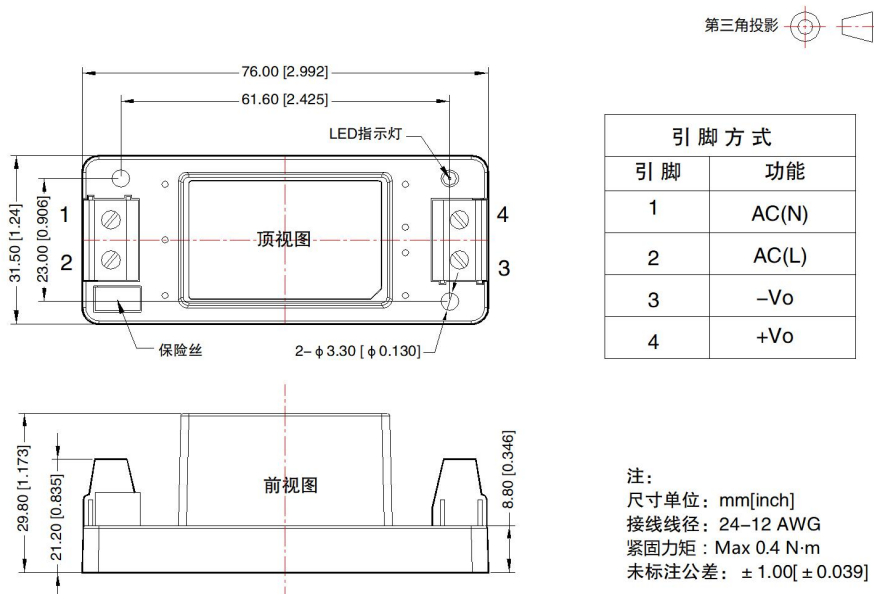 第三角投影
76.00 [2.992]
61.60 [2.425]
LED指示灯
31.50 [1.24]
23.00 [0.906]
1
2
顶视图
4
3
保险丝
2-φ3.30 [φ0.130]
引脚方式
引脚 功能
1 AC(N)
2 AC(L)
3 –Vo
4 +Vo
29.80 [1.173]
21.20 [0.835]
前视图
8.80 [0.346]
注:
尺寸单位: mm[inch]
接线线径: 24–12 AWG
紧固力矩: Max 0.4 N·m
未标注公差: ±1.00[±0.039]